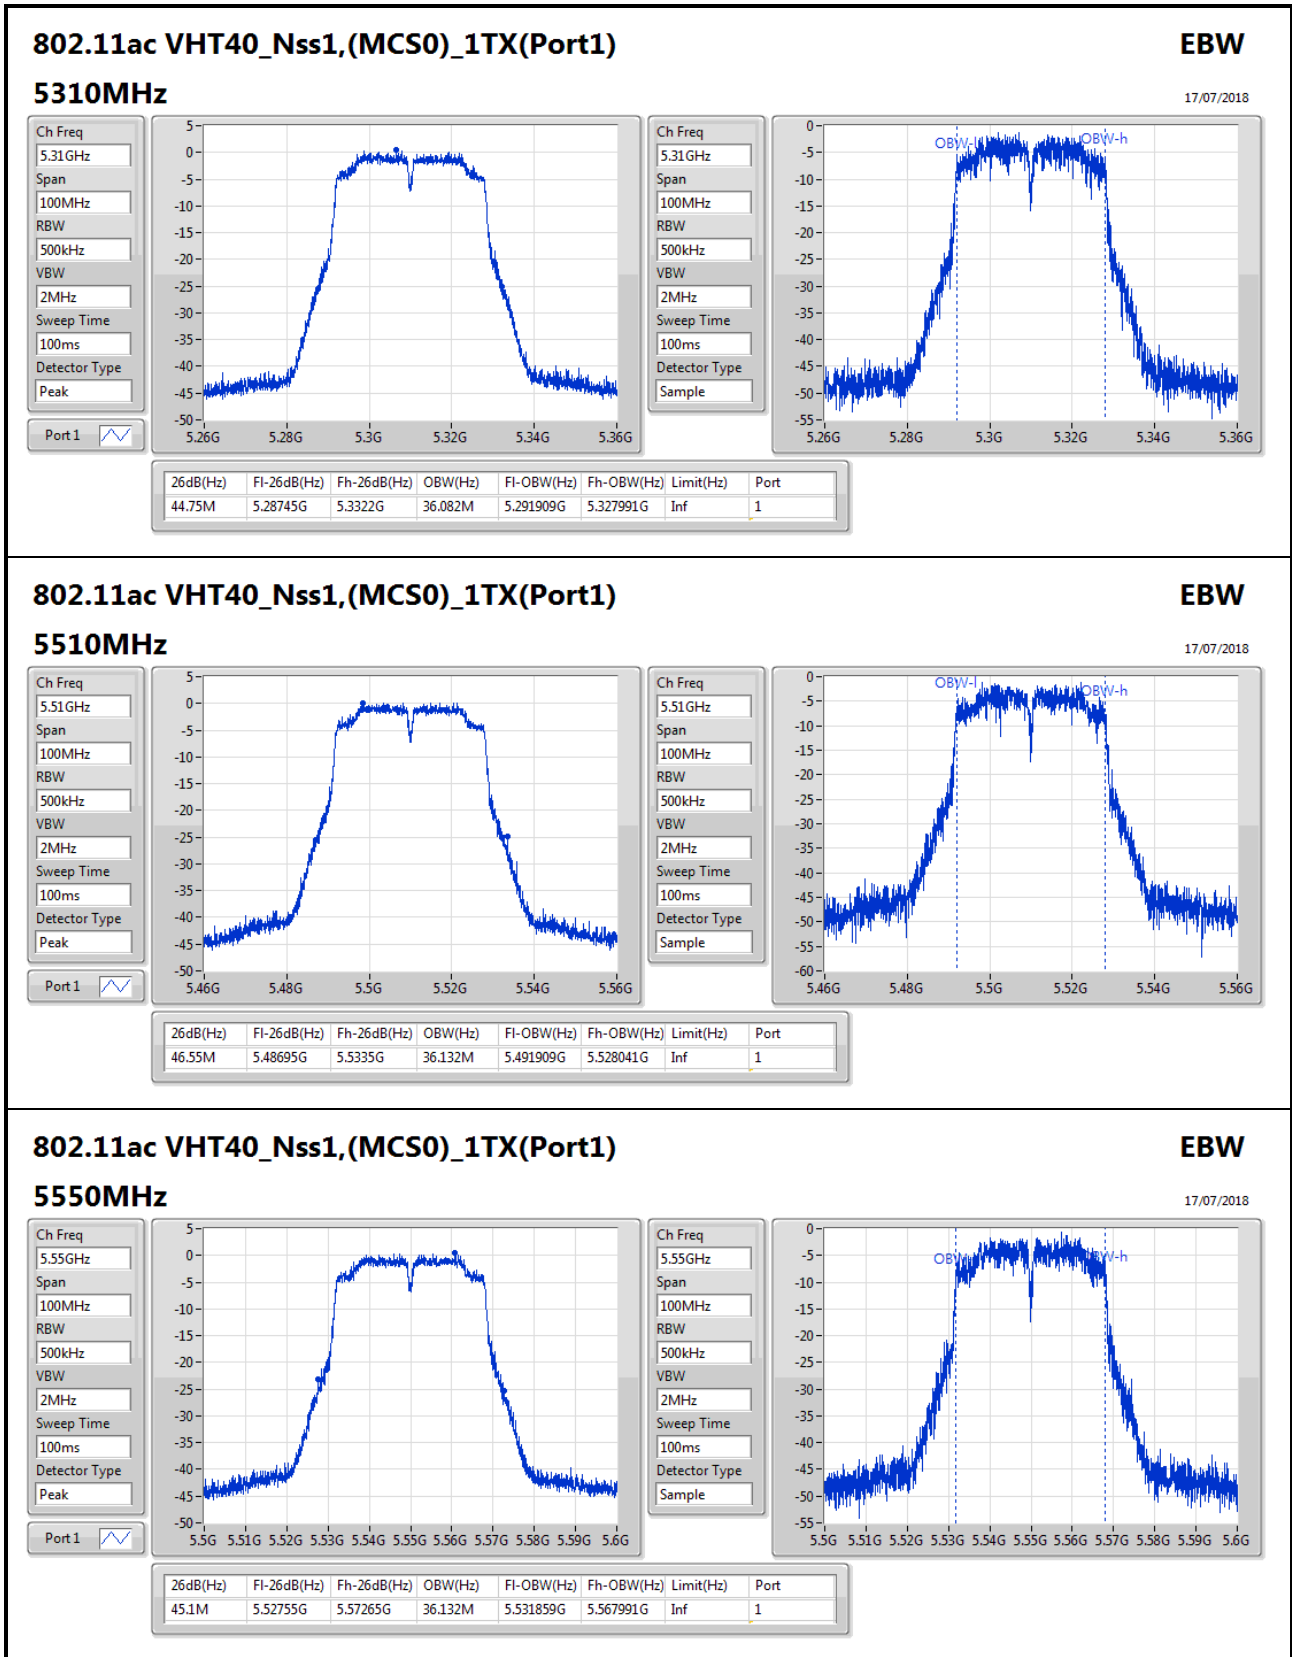 802.11ac VHT40_Nss1,(MCS0)_1TX(Port1) EBW
5310MHz 17/07/2018
Ch Freq
5.31GHz
Span
100MHz
RBW
500kHz
VBW
2MHz
Sweep Time
100ms
Detector Type
Peak
Port 1
5
0
-5
-10
-15
-20
-25
-30
-35
-40
-45
-50
5.26G 5.28G 5.3G 5.32G 5.34G 5.36G
Ch Freq
5.31GHz
Span
100MHz
RBW
500kHz
VBW
2MHz
Sweep Time
100ms
Detector Type
Sample
OBW-l OBW-h
0
-5
-10
-15
-20
-25
-30
-35
-40
-45
-50
-55
5.26G 5.28G 5.3G 5.32G 5.34G 5.36G
26dB(Hz) Fl-26dB(Hz) Fh-26dB(Hz) OBW(Hz) Fl-OBW(Hz) Fh-OBW(Hz) Limit(Hz) Port
44.75M 5.28745G 5.3322G 36.082M 5.291909G 5.327991G Inf 1
802.11ac VHT40_Nss1,(MCS0)_1TX(Port1) EBW
5510MHz 17/07/2018
Ch Freq
5.51GHz
Span
100MHz
RBW
500kHz
VBW
2MHz
Sweep Time
100ms
Detector Type
Peak
Port 1
5
0
-5
-10
-15
-20
-25
-30
-35
-40
-45
-50
5.46G 5.48G 5.5G 5.52G 5.54G 5.56G
Ch Freq
5.51GHz
Span
100MHz
RBW
500kHz
VBW
2MHz
Sweep Time
100ms
Detector Type
Sample
OBW-l OBW-h
0
-5
-10
-15
-20
-25
-30
-35
-40
-45
-50
-55
-60
5.46G 5.48G 5.5G 5.52G 5.54G 5.56G
26dB(Hz) Fl-26dB(Hz) Fh-26dB(Hz) OBW(Hz) Fl-OBW(Hz) Fh-OBW(Hz) Limit(Hz) Port
46.55M 5.48695G 5.5335G 36.132M 5.491909G 5.528041G Inf 1
802.11ac VHT40_Nss1,(MCS0)_1TX(Port1) EBW
5550MHz 17/07/2018
Ch Freq
5.55GHz
Span
100MHz
RBW
500kHz
VBW
2MHz
Sweep Time
100ms
Detector Type
Peak
Port 1
5
0
-5
-10
-15
-20
-25
-30
-35
-40
-45
-50
5.5G 5.51G 5.52G 5.53G 5.54G 5.55G 5.56G 5.57G 5.58G 5.59G 5.6G
Ch Freq
5.55GHz
Span
100MHz
RBW
500kHz
VBW
2MHz
Sweep Time
100ms
Detector Type
Sample
0
-5
-10
-15
-20
-25
-30
-35
-40
-45
-50
-55
5.5G 5.51G 5.52G 5.53G 5.54G 5.55G 5.56G 5.57G 5.58G 5.59G 5.6G
26dB(Hz) Fl-26dB(Hz) Fh-26dB(Hz) OBW(Hz) Fl-OBW(Hz) Fh-OBW(Hz) Limit(Hz) Port
45.1M 5.52755G 5.57265G 36.132M 5.531859G 5.567991G Inf 1